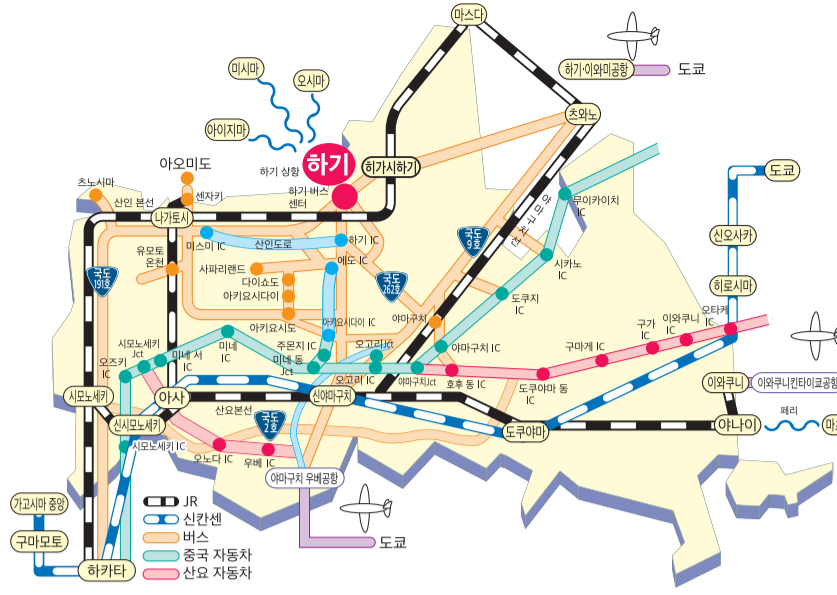 마스다
미시마
오시마
하기·이와미공항
도쿄
츠와노
아이지마
아오미도
하기 상항
하기
히가시하기
츠노시마
센자키
하기 버스
센터
산인 본선
나가토시
무이카이치
IC
도쿄
야마구치선
미스미 IC
산인도로
하기 IC
국도
9호
신오사카
유모토
온천
에도 IC
시카노
IC
사파리랜드
국도
191호
다이쇼도
국도
262호
히로시마
아키요시다이
도쿠지
IC
오타케
IC
아키요시도
아키요시다이 IC
야마구치
이와쿠니
IC
구가
IC
시모노세키
Jct
미네
IC
주몬지 IC
오고리Jct
야마구치 IC
구마게 IC
오즈키
IC
미네 서
IC
미네 동
Jct
오고리 IC
야마구치Jct
호후 동 IC
도쿠야마 동
IC
이와쿠니
이와쿠니킨타이쿄공항
시모노세키
아사
신야마구치
산요본선
국도
2호
페리
신시모노세키
도쿠야마
야나이
시모노세키 IC
오노다 IC
우베 IC
야마구치 우베공항
가고시마 중앙
JR
신칸센
구마모토
버스
도쿄
중국 자동차
하카타
산요 자동차